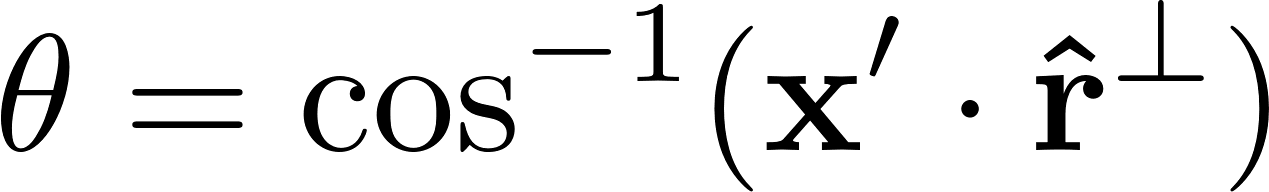 θ = cos⁻¹(𝐱′ · 𝐫̂^⊥)